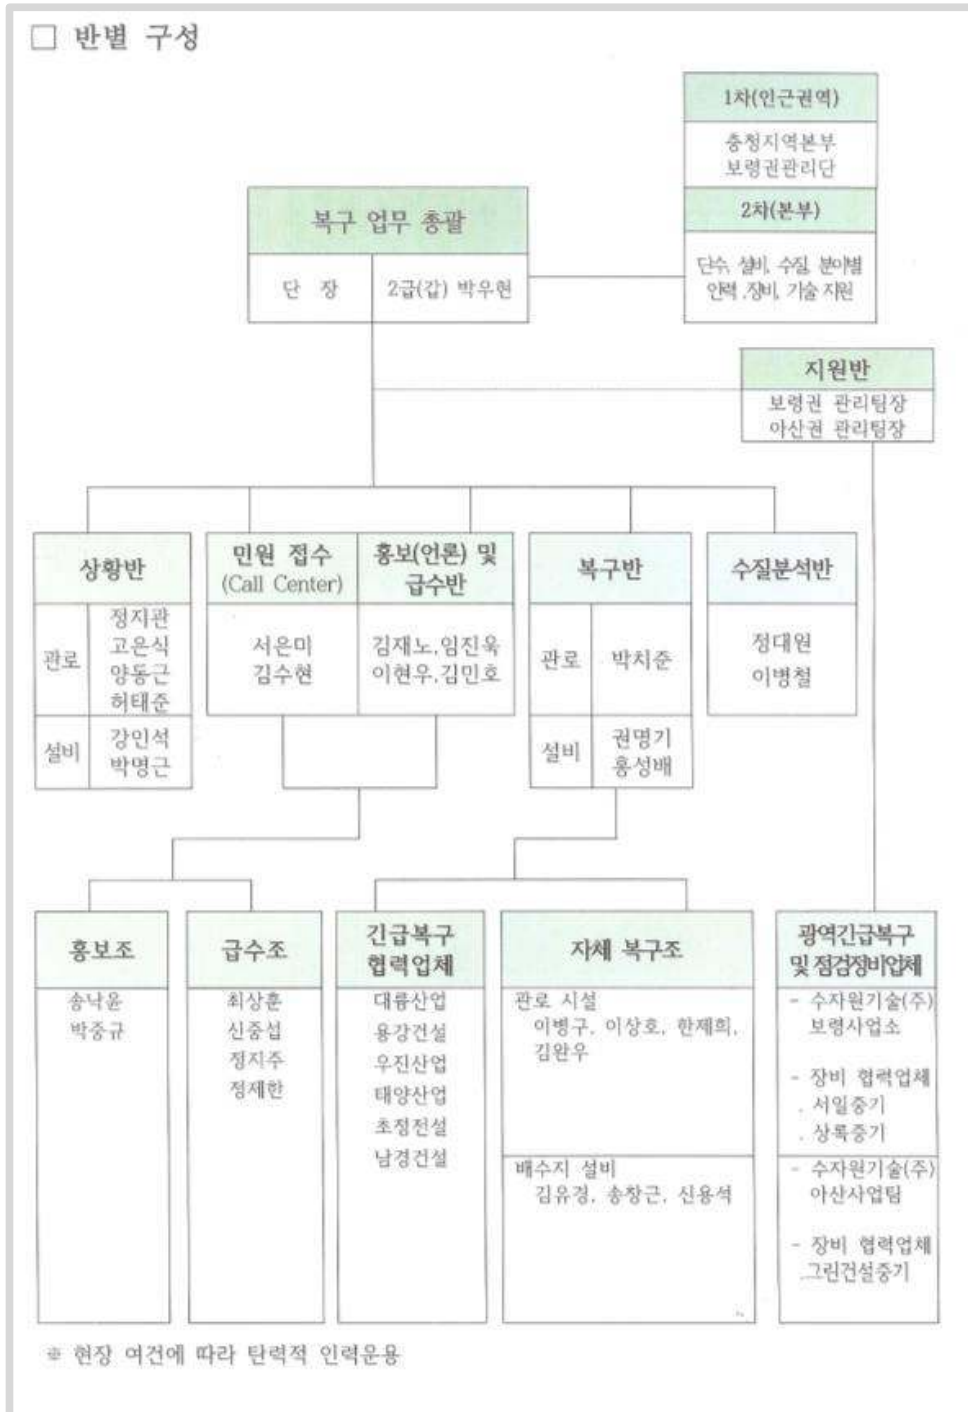 □ 반별 구성
1차(인근권역)
충청지역본부
보령권관리단
2차(본부)
단수, 설비, 수질, 분야별
인력 ,장비, 기술 지원
복구 업무 총괄
단 장
2급(갑) 박우현
지원반
보령권 관리팀장
아산권 관리팀장
상황반
관로
정지관
고은식
양동근
허태준
설비
강인석
박명근
민원 접수
(Call Center)
서은미
김수현
홍보(언론) 및
급수반
김재노,임진욱
이현우,김민호
복구반
관로
박치준
설비
권명기
홍성배
수질분석반
정대원
이병철
홍보조
송낙윤
박중규
급수조
최상훈
신중섭
정지주
정제한
긴급복구
협력업체
대륭산업
용강건설
우진산업
태양산업
초정전설
남경건설
자체 복구조
관로 시설
이병구, 이상호, 한제희,
김완우
배수지 설비
김유경, 송창근, 신용석
광역긴급복구
및 점검정비업체
- 수자원기술(주)
보령사업소
- 장비 협력업체
. 서일중기
. 상록중기
- 수자원기술(주)
아산사업팀
- 장비 협력업체
.그린건설중기
※ 현장 여건에 따라 탄력적 인력운용